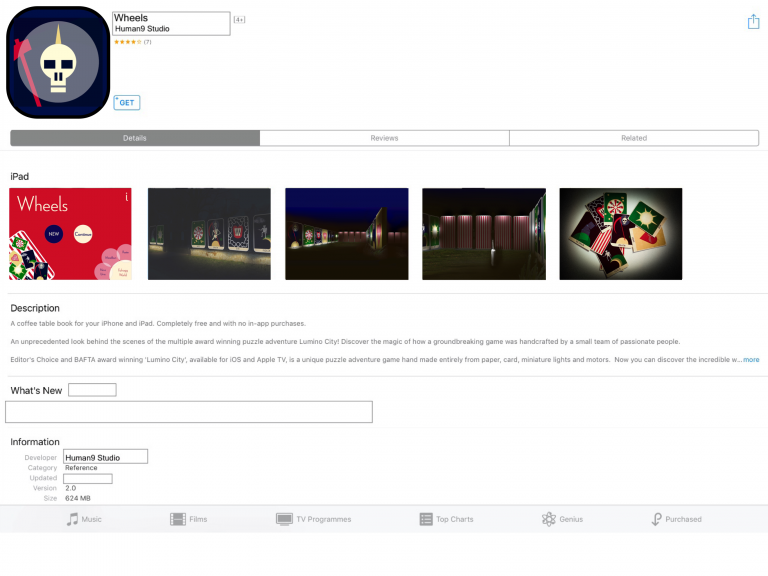 Wheels
4+
Human9 Studio
(7)
GET
Details
Reviews
Related
iPad
Wheels
i
NEW
Continue
Description
A coffee table book for your iPhone and iPad. Completely free and with no in-app purchases.
An unprecedented look behind the scenes of the multiple award winning puzzle adventure Lumino City! Discover the magic of how a groundbreaking game was handcrafted by a small team of passionate people.
Editor's Choice and BAFTA award winning 'Lumino City', available for iOS and Apple TV, is a unique puzzle adventure game hand made entirely from paper, card, miniature lights and motors. Now you can discover the incredible w... more
What's New
Information
Developer Human9 Studio
Category Reference
Updated
Version 2.0
Size 624 MB
Music
Films
TV Programmes
Top Charts
Genius
Purchased